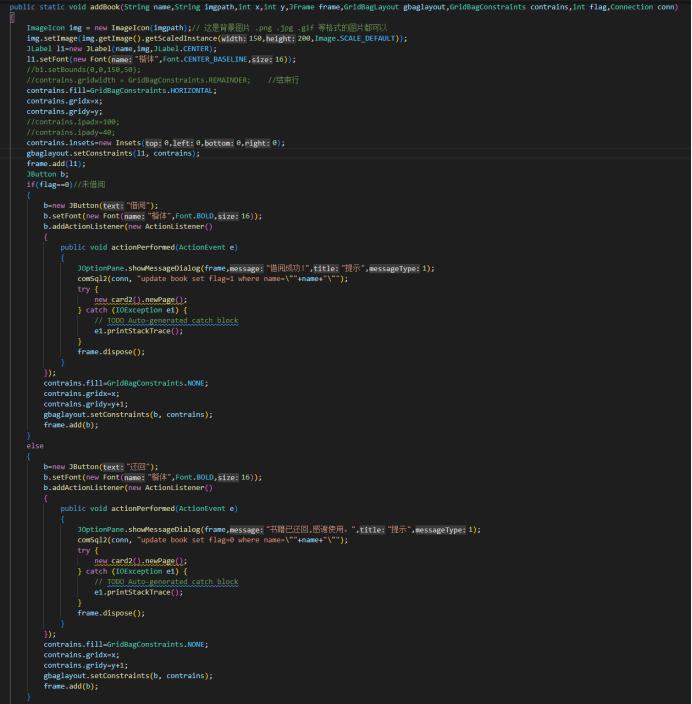 public static void addBook(String name,String imgpath,int x,int y,JFrame frame,GridBagLayout gbaglayout,GridBagConstraints contrains,int flag,Connection conn)
{
ImageIcon img = new ImageIcon(imgpath);// 这是背景图片 .png .jpg .gif 等格式的图片都可以
img.setImage(img.getImage().getScaledInstance(width:150,height:200,Image.SCALE_DEFAULT));
JLabel l1=new JLabel(name,img,JLabel.CENTER);
l1.setFont(new Font(name:"楷体",Font.CENTER_BASELINE,size:16));
//b1.setBounds(0,0,150,50);
//contrains.gridwidth = GridBagConstraints.REMAINDER; //结束行
contrains.fill=GridBagConstraints.HORIZONTAL;
contrains.gridx=x;
contrains.gridy=y;
//contrains.ipadx=100;
//contrains.ipady=40;
contrains.insets=new Insets(top:0,left:0,bottom:0,right:0);
gbaglayout.setConstraints(l1, contrains);
frame.add(l1);
JButton b;
if(flag==0)//未借阅
{
b=new JButton(text:"借阅");
b.setFont(new Font(name:"楷体",Font.BOLD,size:16));
b.addActionListener(new ActionListener()
{
public void actionPerformed(ActionEvent e)
{
JOptionPane.showMessageDialog(frame,message:"借阅成功!",title:"提示",messageType:1);
comSql2(conn, "update book set flag=1 where name=\""+name+"\"");
try {
new card2().newPage();
} catch (IOException e1) {
// TODO Auto-generated catch block
e1.printStackTrace();
}
frame.dispose();
}
});
contrains.fill=GridBagConstraints.NONE;
contrains.gridx=x;
contrains.gridy=y+1;
gbaglayout.setConstraints(b, contrains);
frame.add(b);
}
else
{
b=new JButton(text:"还回");
b.setFont(new Font(name:"楷体",Font.BOLD,size:16));
b.addActionListener(new ActionListener()
{
public void actionPerformed(ActionEvent e)
{
JOptionPane.showMessageDialog(frame,message:"书籍已还回,感谢使用。",title:"提示",messageType:1);
comSql2(conn, "update book set flag=0 where name=\""+name+"\"");
try {
new card2().newPage();
} catch (IOException e1) {
// TODO Auto-generated catch block
e1.printStackTrace();
}
frame.dispose();
}
});
contrains.fill=GridBagConstraints.NONE;
contrains.gridx=x;
contrains.gridy=y+1;
gbaglayout.setConstraints(b, contrains);
frame.add(b);
}